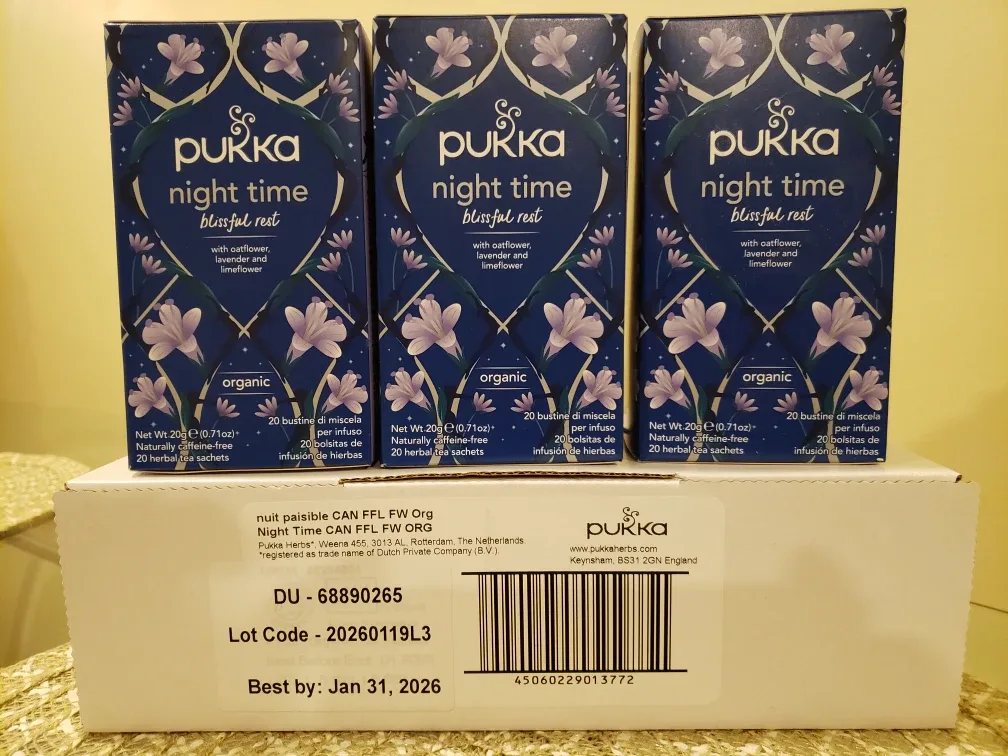 pukka
night time
blissful rest
with oatflower,
lavender and
limeflower
organic
Net Wt.20g℮(0.71oz)+
Naturally caffeine-free
20 herbal tea sachets
20 bustine di miscela
per infuso
20 bolsitas de
infusión de hierbas
pukka
night time
blissful rest
with oatflower,
lavender and
limeflower
organic
Net Wt.20g℮(0.71oz)+
Naturally caffeine-free
20 herbal tea sachets
20 bustine di miscela
per infuso
20 bolsitas de
infusión de hierbas
pukka
night time
blissful rest
with oatflower,
lavender and
limeflower
organic
Net Wt.20g℮(0.71oz)+
Naturally caffeine-free
20 herbal tea sachets
20 bustine di miscela
per infuso
20 bolsitas de
infusión de hierbas
nuit paisible CAN FFL FW Org
Night Time CAN FFL FW ORG
Pukka Herbs*, Weena 455, 3013 AL, Rotterdam, The Netherlands.
*registered as trade name of Dutch Private Company (B.V.).
DU - 68890265
Lot Code - 20260119L3
Best by: Jan 31, 2026
pukka
www.pukkaherbs.com
Keynsham, BS31 2GN England
45060229013772